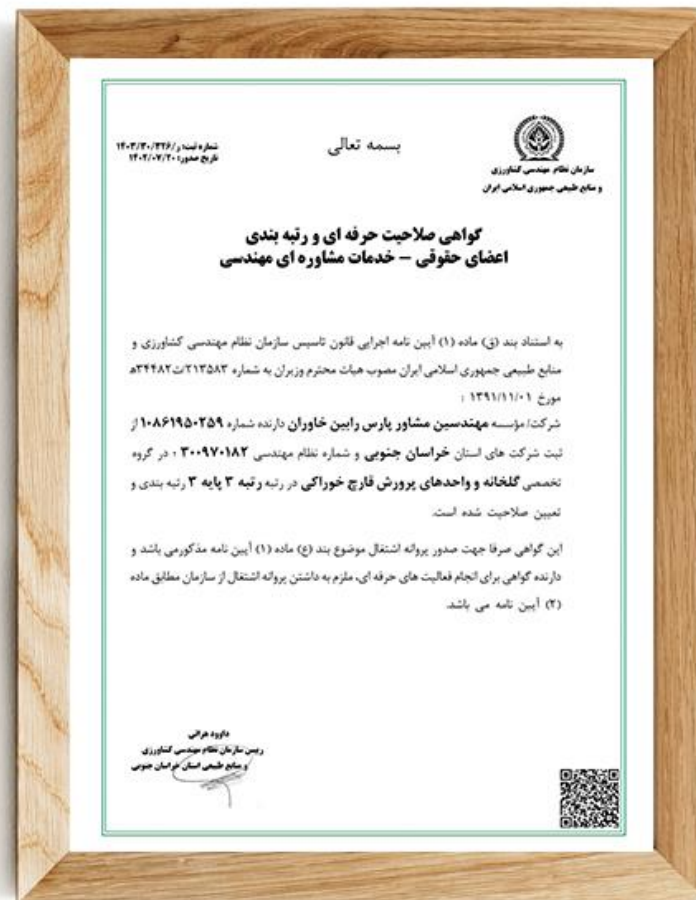 بسمه تعالی
سازمان نظام مهندسی کشاورزی
و منابع طبیعی جمهوری اسلامی ایران
شماره ثبت: ر/۱۴۰۳/۳۰/۳۲۶
تاریخ صدور: ۱۴۰۲/۰۷/۲۰
گواهی صلاحیت حرفه ای و رتبه بندی
اعضای حقوقی – خدمات مشاوره ای مهندسی
به استناد بند (ق) ماده (۱) آیین نامه اجرایی قانون تاسیس سازمان نظام مهندسی کشاورزی و
منابع طبیعی جمهوری اسلامی ایران مصوب هیات محترم وزیران به شماره ۲۱۳۵۸۳/ت۳۴۴۸۲ه
مورخ ۱۳۹۱/۱۱/۰۱ ؛
شرکت/ مؤسسه مهندسین مشاور پارس رایین خاوران دارنده شماره ۱۰۸۶۱۹۵۰۲۵۹ از
ثبت شرکت های استان خراسان جنوبی و شماره نظام مهندسی ۳۰۰۹۷۰۱۸۲ ؛ در گروه
تخصصی گلخانه و واحدهای پرورش قارچ خوراکی در رتبه رتبه ۳ پایه ۳ رتبه بندی و
تعیین صلاحیت شده است.
این گواهی صرفا جهت صدور پروانه اشتغال موضوع بند (ع) ماده (۱) آیین نامه مذکورمی باشد و
دارنده گواهی برای انجام فعالیت های حرفه ای، ملزم به داشتن پروانه اشتغال از سازمان مطابق ماده
(۲) آیین نامه می باشد.
داوود هراتی
رییس سازمان نظام مهندسی کشاورزی
و منابع طبیعی استان خراسان جنوبی